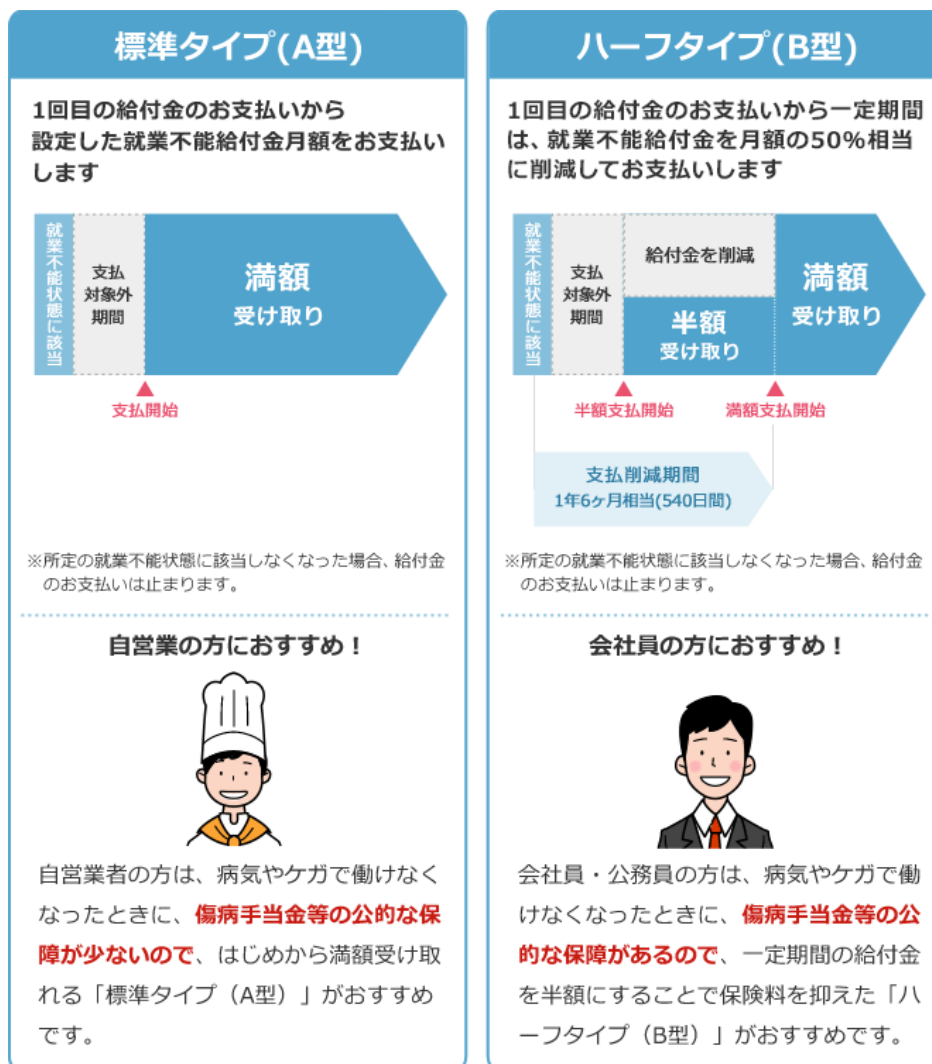 標準タイプ(A型)
1回目の給付金のお支払いから
設定した就業不能給付金月額をお支払い
します
就業不能状態に該当
支払
対象外
期間
満額
受け取り
支払開始
※所定の就業不能状態に該当しなくなった場合、給付金
のお支払いは止まります。
自営業の方におすすめ！
自営業者の方は、病気やケガで働けなく
なったときに、傷病手当金等の公的な保
障が少ないので、はじめから満額受け取
れる「標準タイプ（A型）」がおすすめ
です。
ハーフタイプ(B型)
1回目の給付金のお支払いから一定期間
は、就業不能給付金を月額の50%相当
に削減してお支払いします
就業不能状態に該当
支払
対象外
期間
給付金を削減
半額
受け取り
満額
受け取り
半額支払開始
満額支払開始
支払削減期間
1年6ヶ月相当(540日間)
※所定の就業不能状態に該当しなくなった場合、給付金
のお支払いは止まります。
会社員の方におすすめ！
会社員・公務員の方は、病気やケガで働
けなくなったときに、傷病手当金等の公
的な保障があるので、一定期間の給付金
を半額にすることで保険料を抑えた「ハ
ーフタイプ（B型）」がおすすめです。